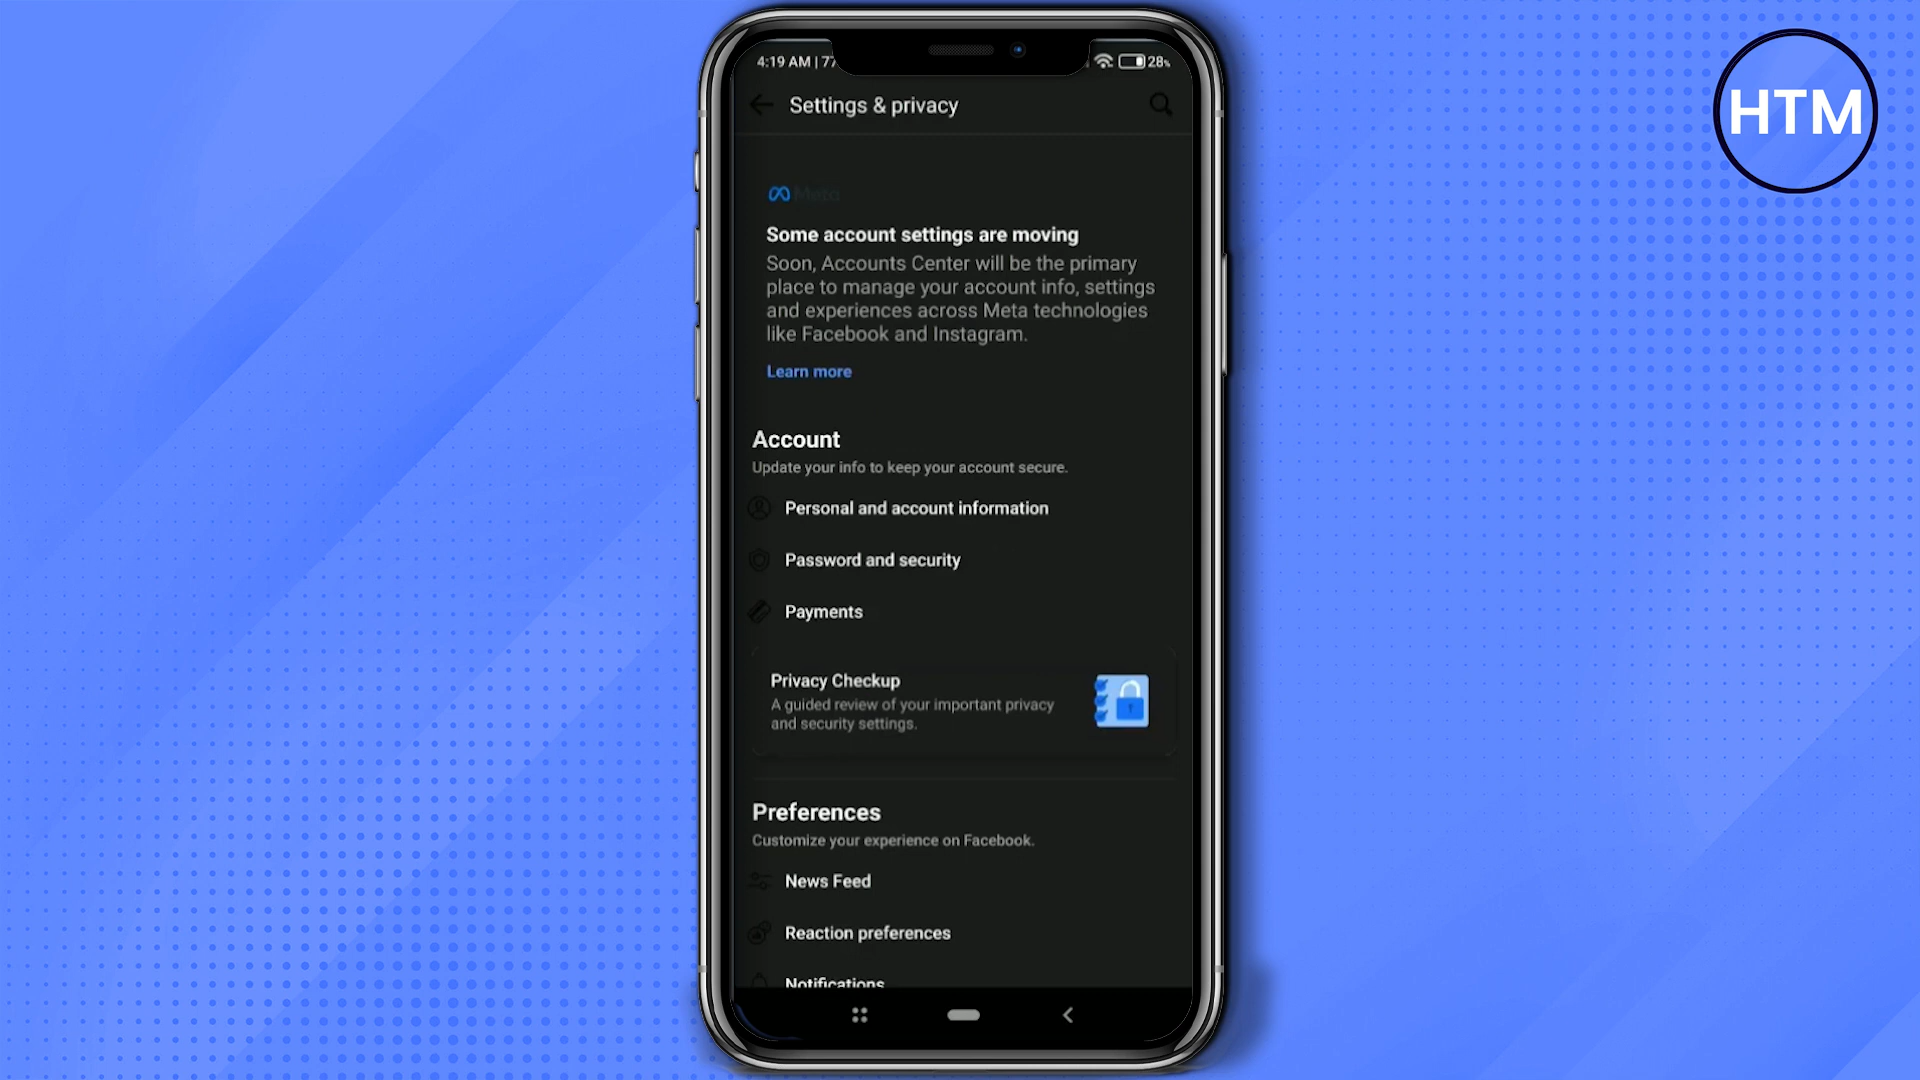 HTM
4:19 AM | 77
28%
Settings & privacy
Meta
Some account settings are moving
Soon, Accounts Center will be the primary
place to manage your account info, settings
and experiences across Meta technologies
like Facebook and Instagram.
Learn more
Account
Update your info to keep your account secure.
Personal and account information
Password and security
Payments
Privacy Checkup
A guided review of your important privacy
and security settings.
Preferences
Customize your experience on Facebook.
News Feed
Reaction preferences
Notifications